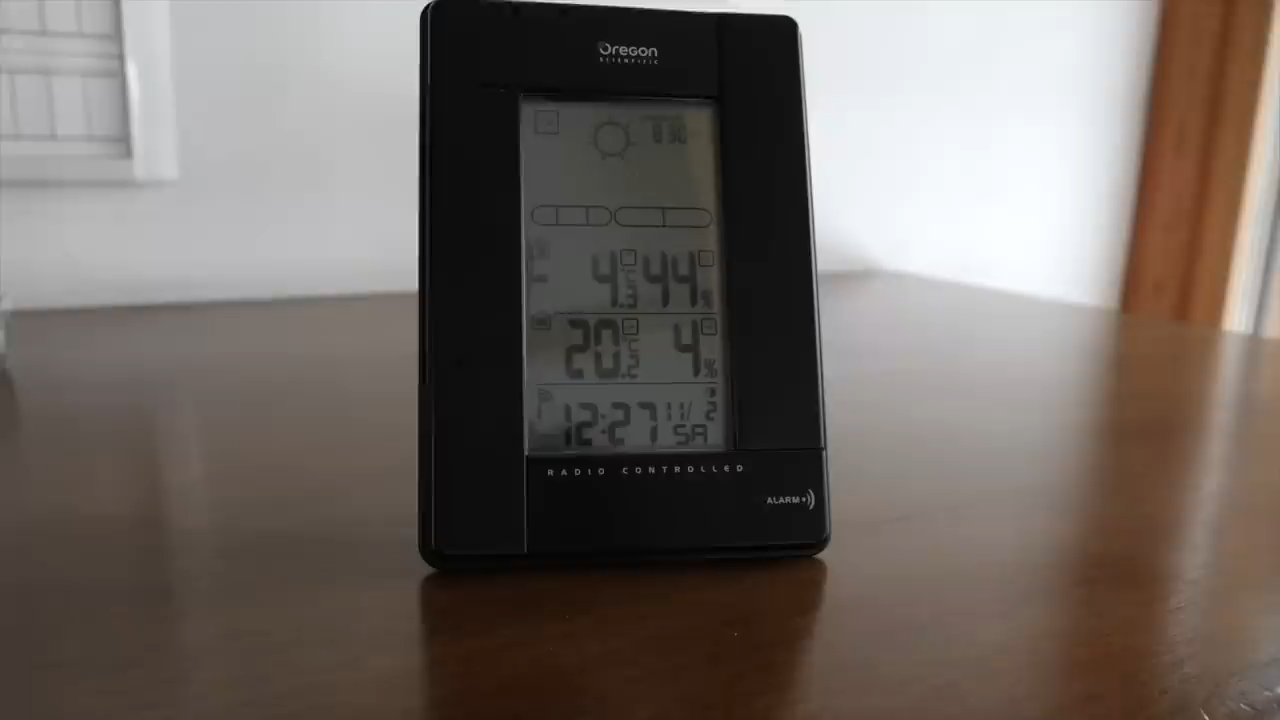 Oregon
SCIENTIFIC
4.3°C 44%
20.2°C 4%
12:27 11/ 2
SA
RADIO CONTROLLED
ALARM